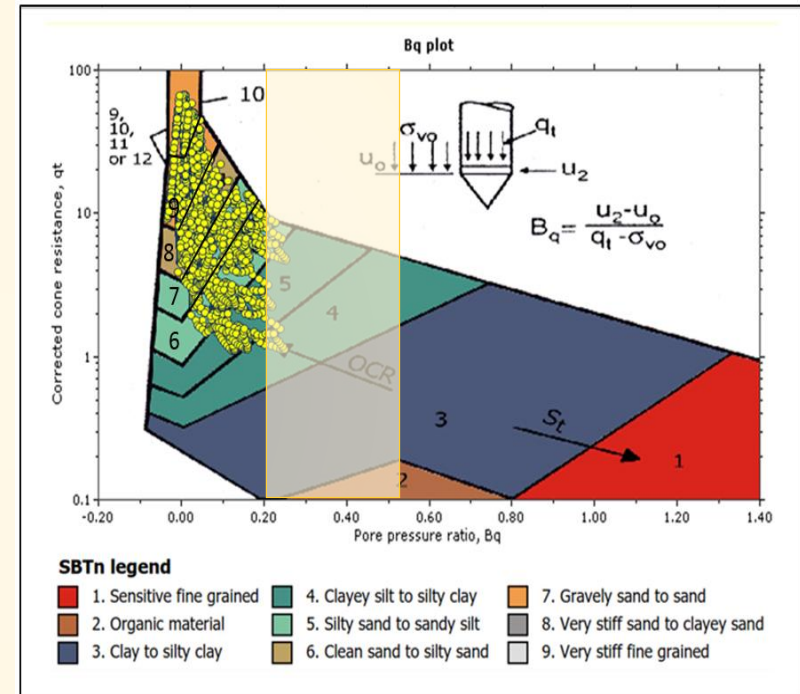 Bq plot
100
10
1
0.1
Corrected cone resistance, qt
9,
10,
11
or 12
10
9
8
7
6
5
4
3
2
1
OCR
St
σvo
uo
qt
u2
Bq= u2-uo
qt -σvo
-0.20 0.00 0.20 0.40 0.60 0.80 1.00 1.20 1.40
Pore pressure ratio, Bq
SBTn legend
1. Sensitive fine grained 4. Clayey silt to silty clay 7. Gravely sand to sand
2. Organic material 5. Silty sand to sandy silt 8. Very stiff sand to clayey sand
3. Clay to silty clay 6. Clean sand to silty sand 9. Very stiff fine grained